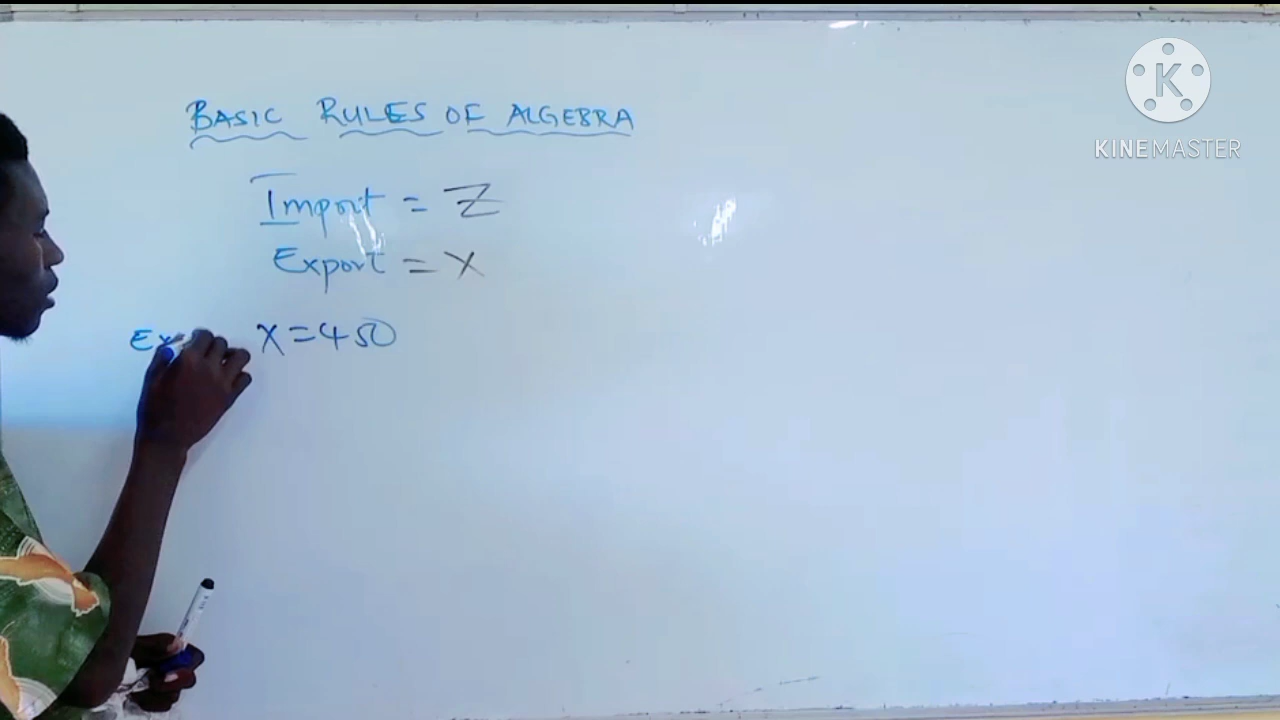 BASIC RULES OF ALGEBRA
Import = Z
Export = X
X = 450
K
KINEMASTER